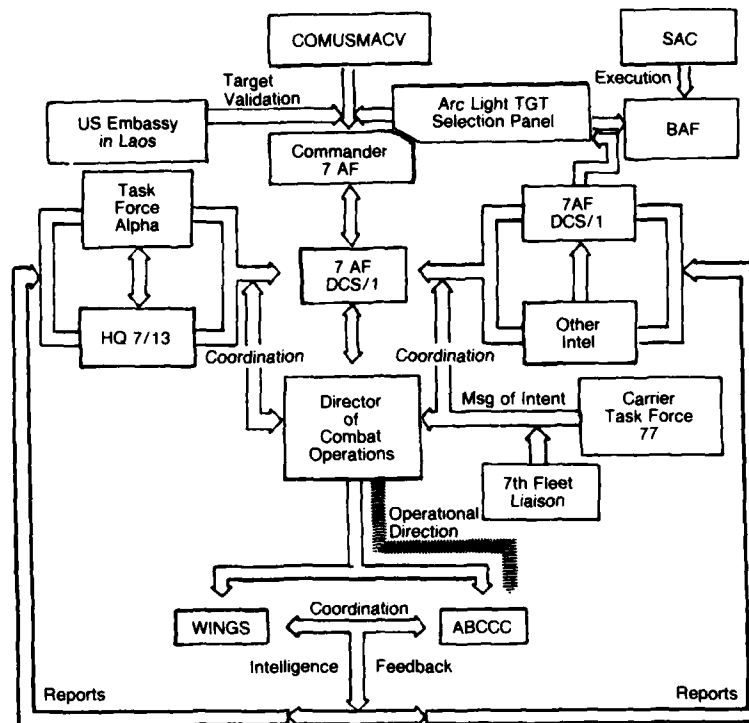 COMUSMACV
SAC
Target
Validation
Execution
US Embassy
in Laos
Arc Light TGT
Selection Panel
BAF
Commander
7 AF
Task
Force
Alpha
7AF
DCS/1
7 AF
DCS/1
HQ 7/13
Other
Intel
Coordination
Coordination
Director
of
Combat
Operations
Msg of Intent
Carrier
Task Force
77
7th Fleet
Liaison
Operational
Direction
WINGS
Coordination
ABCCC
Intelligence
Feedback
Reports
Reports